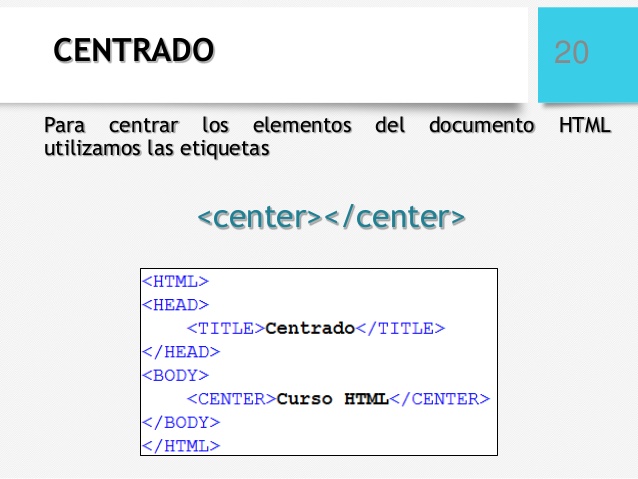 CENTRADO
20
Para centrar los elementos del documento HTML
utilizamos las etiquetas
<center></center>
<HTML>
<HEAD>
<TITLE>Centrado</TITLE>
</HEAD>
<BODY>
<CENTER>Curso HTML</CENTER>
</BODY>
</HTML>